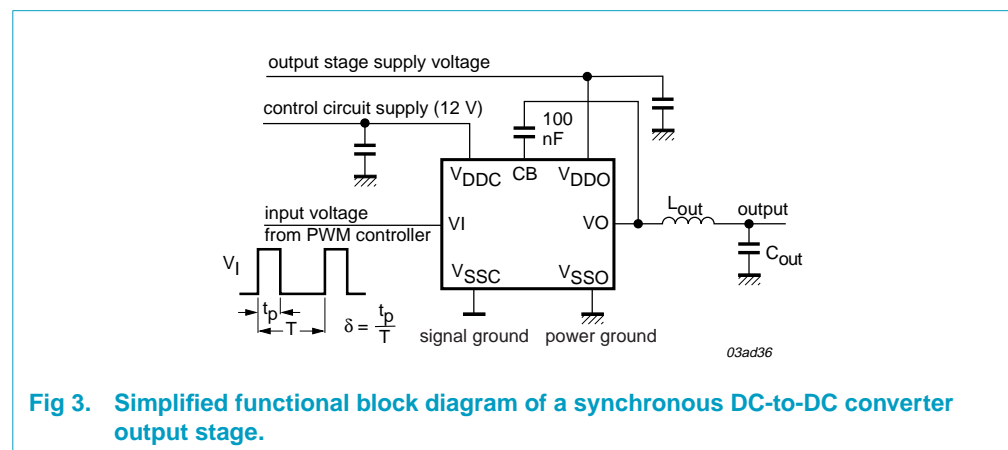 output stage supply voltage
control circuit supply (12 V)
100
nF
VDDC CB VDDO
input voltage
from PWM controller
VI
VO
Lout
output
Cout
VI
VSSC
VSSO
tp
T
δ = tp
T
signal ground
power ground
03ad36
Fig 3. Simplified functional block diagram of a synchronous DC-to-DC converter
output stage.